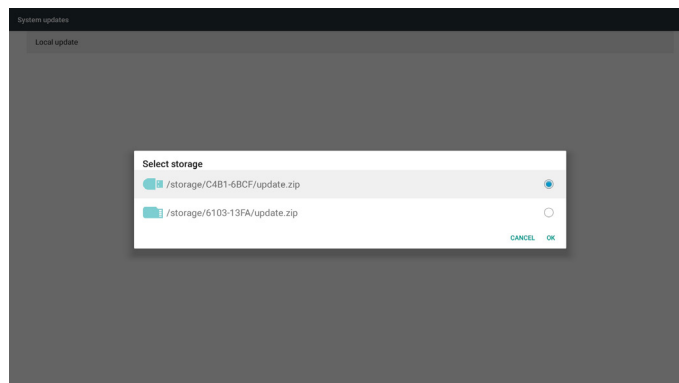 System updates
Local update
Select storage
/storage/C4B1-6BCF/update.zip
/storage/6103-13FA/update.zip
CANCEL OK